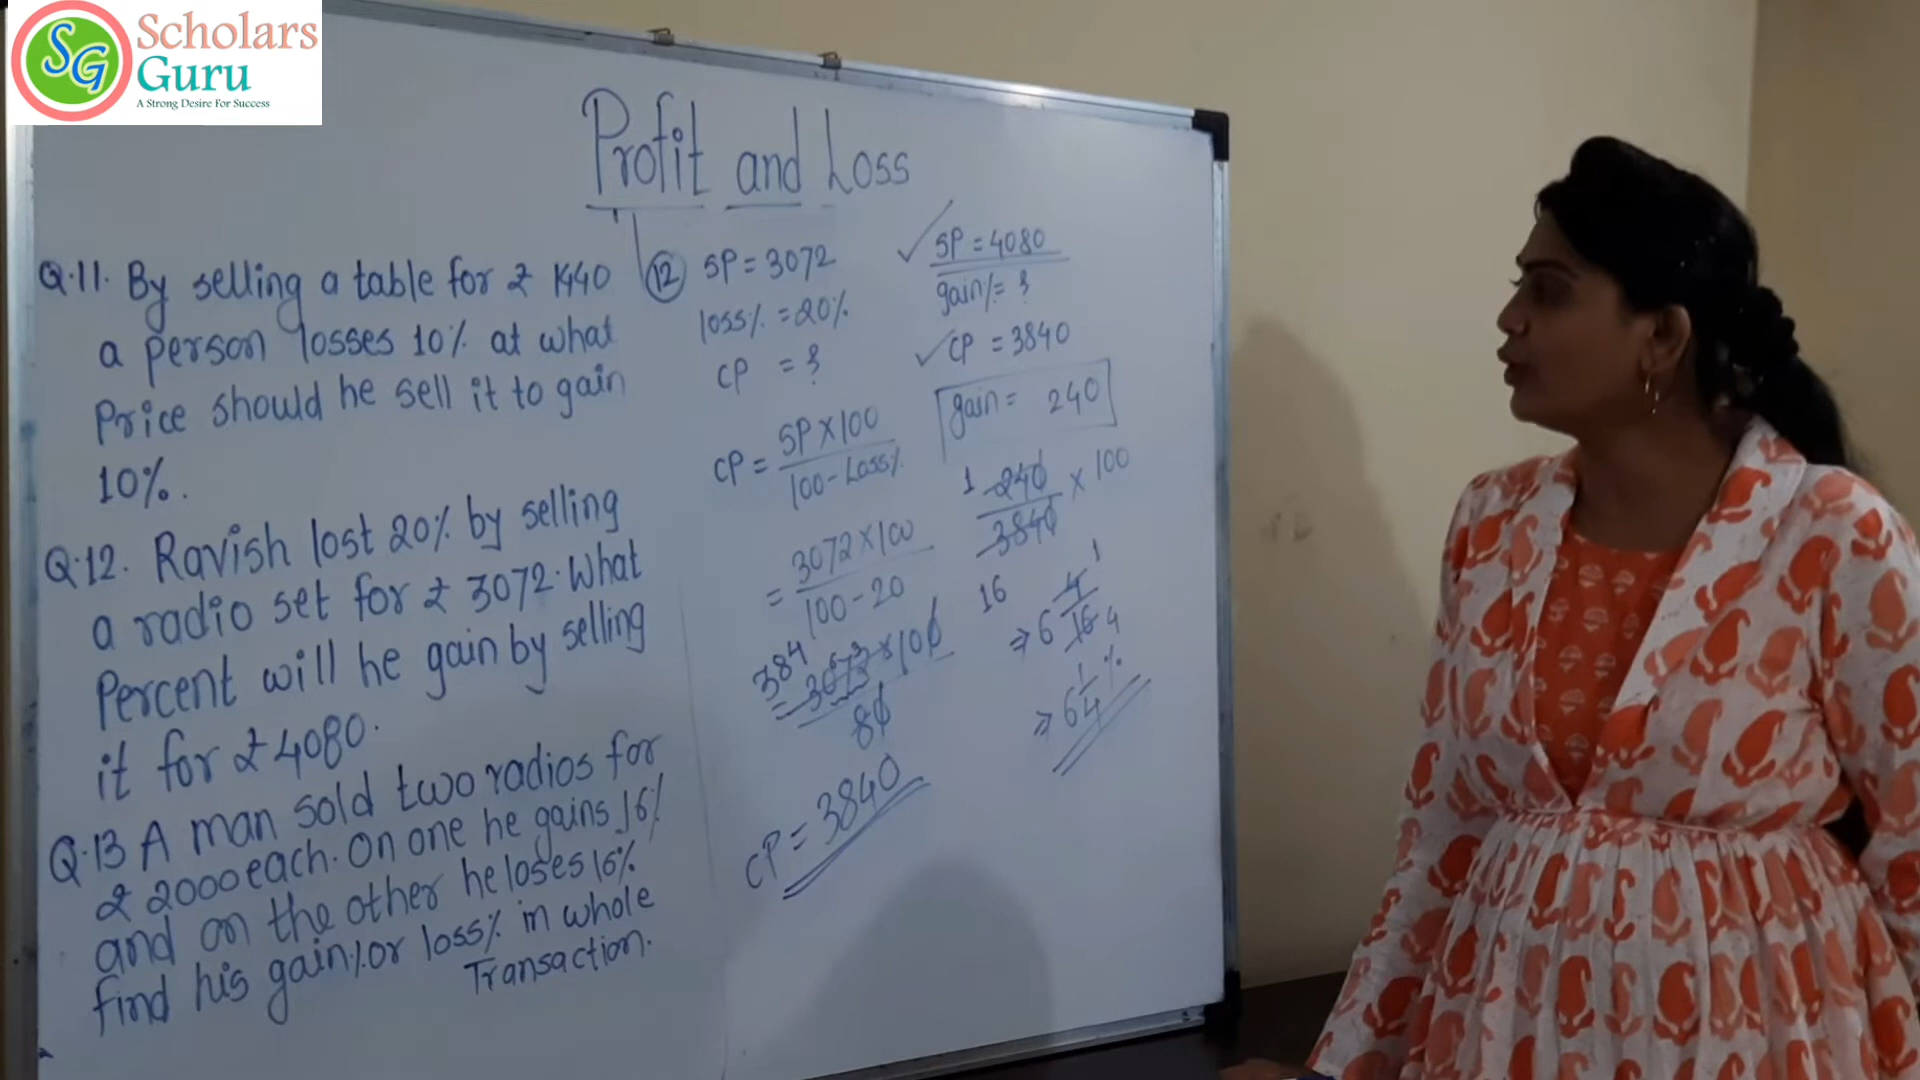 SG Scholars
Guru
A Strong Desire For Success
Profit and Loss
Q.11. By selling a table for ₹ 1440
a person losses 10% at what
Price should he sell it to gain
10%.
Q.12. Ravish lost 20% by selling
a radio set for ₹ 3072. What
Percent will he gain by selling
it for ₹ 4080.
Q.13 A man sold two radios for
₹ 2000 each. On one he gains 16%
and on the other he loses 16%
find his gain% or loss% in whole
Transaction.
12 SP = 3072
loss% = 20%
CP = ?
CP = SP × 100
100 - Loss%
= 3072 × 100
100 - 20
384
= × 100
80
CP = 3840
✓ SP = 4080
gain% = ?
✓ CP = 3840
gain = 240
1 240 × 100
3840
16
⇒ 6 4 1
16 4
⇒ 6 1/4 %